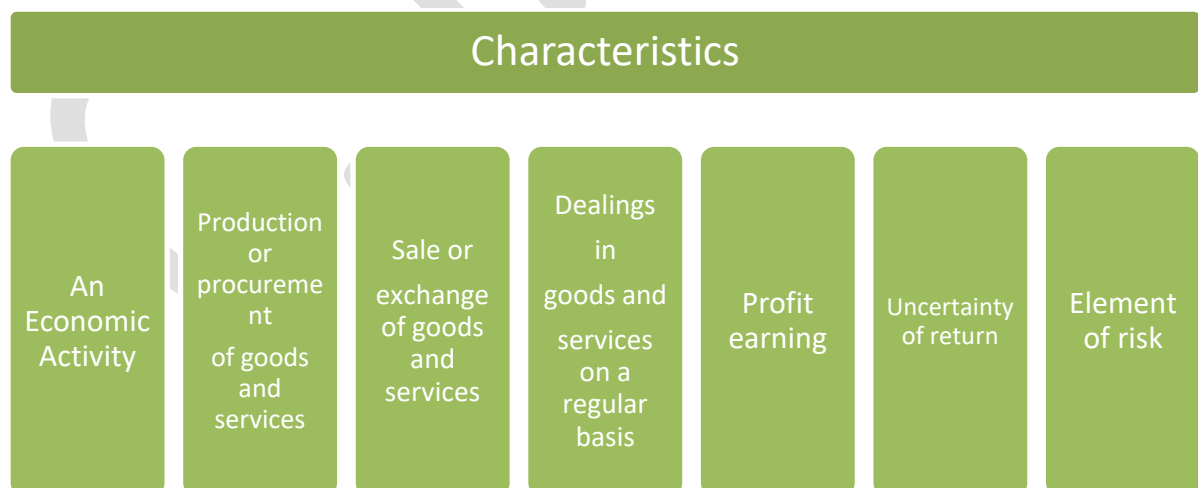 Characteristics
An
Economic
Activity
Production
or
procureme
nt
of goods
and
services
Sale or
exchange
of goods
and
services
Dealings
in
goods and
services
on a
regular
basis
Profit
earning
Uncertainty
of return
Element
of risk